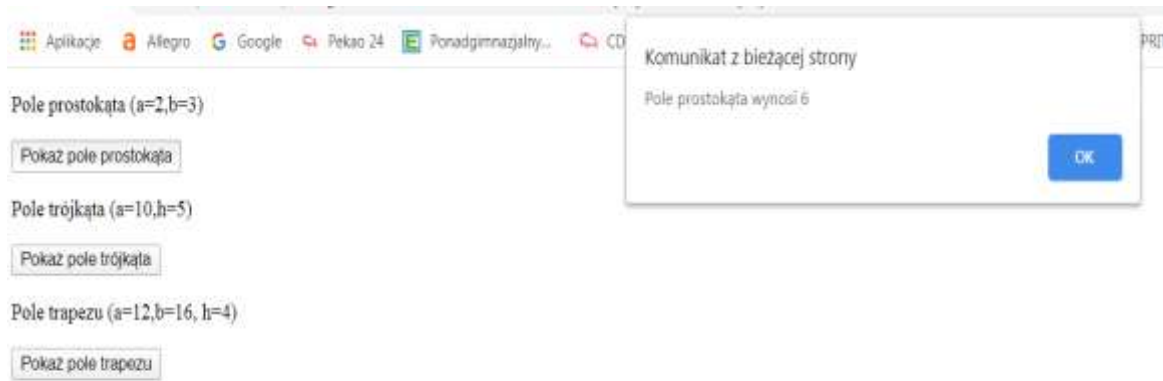 Aplikacje Allegro Google Pekao 24 Ponadgimnazjalny... CD
Komunikat z bieżącej strony
Pole prostokąta wynosi 6
OK
Pole prostokąta (a=2,b=3)
Pokaż pole prostokąta
Pole trójkąta (a=10,h=5)
Pokaż pole trójkąta
Pole trapezu (a=12,b=16, h=4)
Pokaż pole trapezu